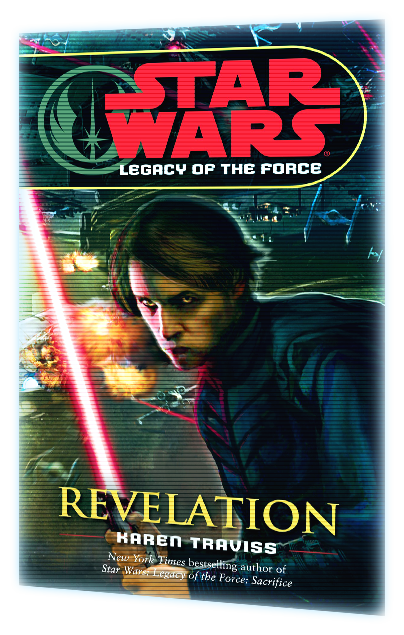 STAR
WARS®
LEGACY OF THE FORCE
REVELATION
KAREN TRAVISS
New York Times bestselling author of
Star Wars: Legacy of the Force: Sacrifice